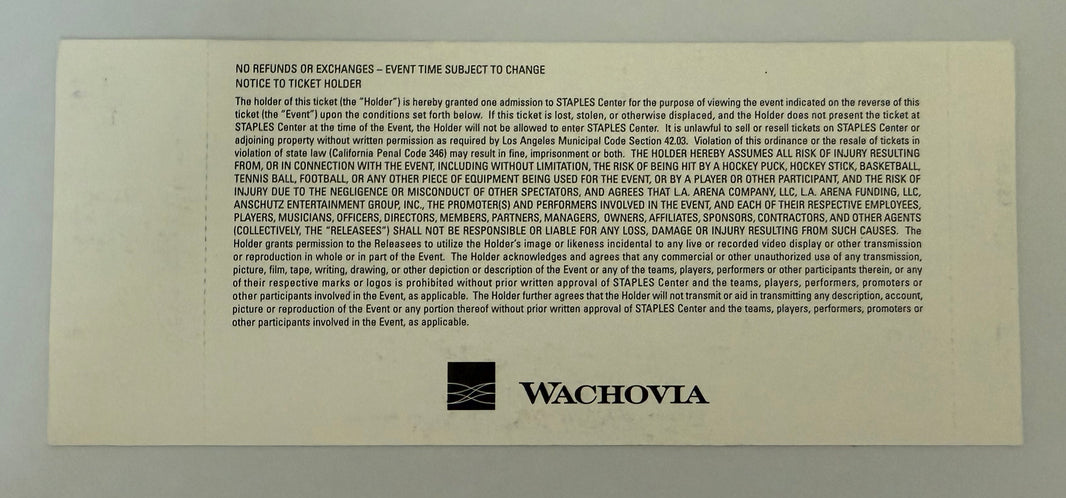 NO REFUNDS OR EXCHANGES – EVENT TIME SUBJECT TO CHANGE
NOTICE TO TICKET HOLDER
The holder of this ticket (the "Holder") is hereby granted one admission to STAPLES Center for the purpose of viewing the event indicated on the reverse of this
ticket (the "Event") upon the conditions set forth below. If this ticket is lost, stolen, or otherwise displaced, and the Holder does not present the ticket at
STAPLES Center at the time of the Event, the Holder will not be allowed to enter STAPLES Center. It is unlawful to sell or resell tickets on STAPLES Center or
adjoining property without written permission as required by Los Angeles Municipal Code Section 42.03. Violation of this ordinance or the resale of tickets in
violation of state law (California Penal Code 346) may result in fine, imprisonment or both. THE HOLDER HEREBY ASSUMES ALL RISK OF INJURY RESULTING
FROM, OR IN CONNECTION WITH THE EVENT, INCLUDING WITHOUT LIMITATION, THE RISK OF BEING HIT BY A HOCKEY PUCK, HOCKEY STICK, BASKETBALL,
TENNIS BALL, FOOTBALL, OR ANY OTHER PIECE OF EQUIPMENT BEING USED FOR THE EVENT, OR BY A PLAYER OR OTHER PARTICIPANT, AND THE RISK OF
INJURY DUE TO THE NEGLIGENCE OR MISCONDUCT OF OTHER SPECTATORS, AND AGREES THAT L.A. ARENA COMPANY, LLC, L.A. ARENA FUNDING, LLC,
ANSCHUTZ ENTERTAINMENT GROUP, INC., THE PROMOTER(S) AND PERFORMERS INVOLVED IN THE EVENT, AND EACH OF THEIR RESPECTIVE EMPLOYEES,
PLAYERS, MUSICIANS, OFFICERS, DIRECTORS, MEMBERS, PARTNERS, MANAGERS, OWNERS, AFFILIATES, SPONSORS, CONTRACTORS, AND OTHER AGENTS
(COLLECTIVELY, THE "RELEASEES") SHALL NOT BE RESPONSIBLE OR LIABLE FOR ANY LOSS, DAMAGE OR INJURY RESULTING FROM SUCH CAUSES. The
Holder grants permission to the Releasees to utilize the Holder's image or likeness incidental to any live or recorded video display or other transmission
or reproduction in whole or in part of the Event. The Holder acknowledges and agrees that any commercial or other unauthorized use of any transmission,
picture, film, tape, writing, drawing, or other depiction or description of the Event or any of the teams, players, performers or other participants therein, or any
of their respective marks or logos is prohibited without prior written approval of STAPLES Center and the teams, players, performers, promoters or
other participants involved in the Event, as applicable. The Holder further agrees that the Holder will not transmit or aid in transmitting any description, account,
picture or reproduction of the Event or any portion thereof without prior written approval of STAPLES Center and the teams, players, performers, promoters or
other participants involved in the Event, as applicable.
WACHOVIA